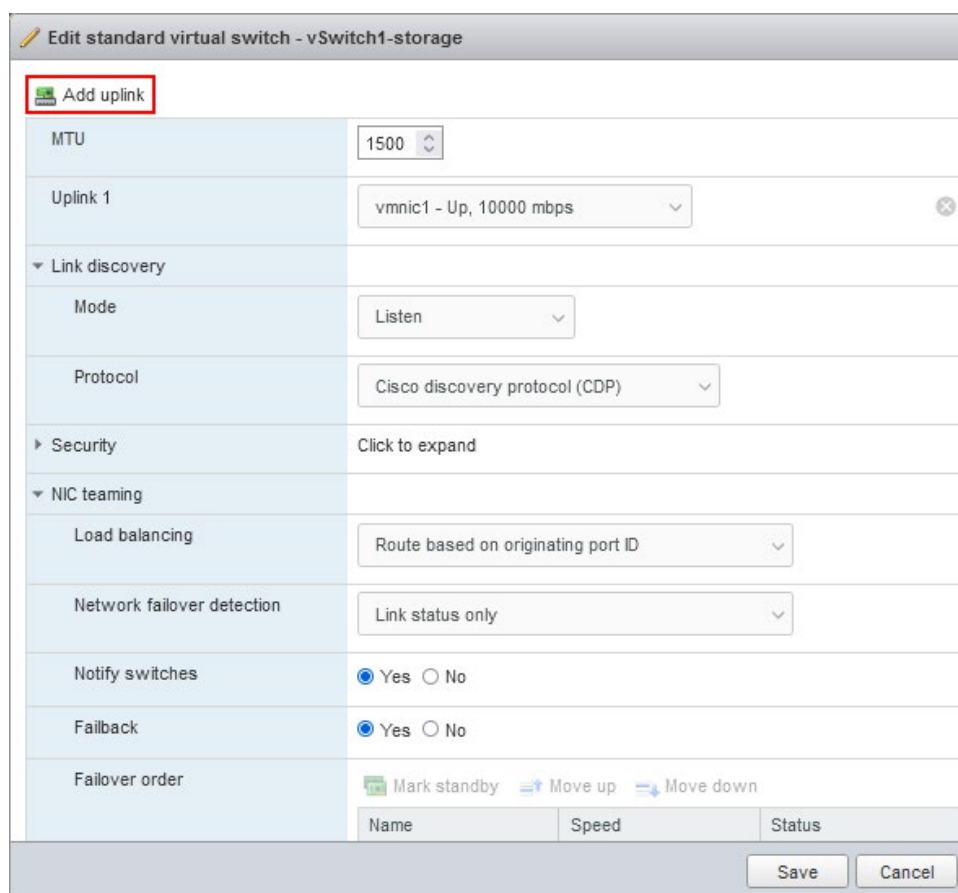 Edit standard virtual switch - vSwitch1-storage
Add uplink
MTU 1500
Uplink 1 vmnic1 - Up, 10000 mbps
Link discovery
Mode Listen
Protocol Cisco discovery protocol (CDP)
Security Click to expand
NIC teaming
Load balancing Route based on originating port ID
Network failover detection Link status only
Notify switches Yes No
Failback Yes No
Failover order Mark standby Move up Move down
Name Speed Status
Save Cancel